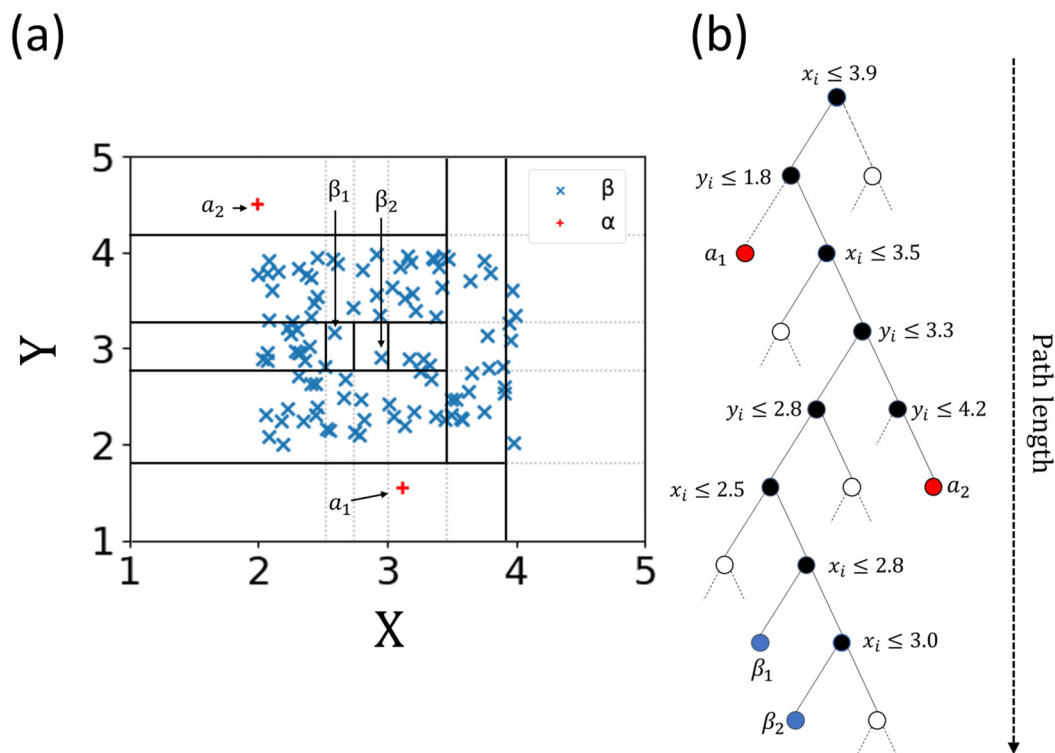 (a)
5
4
3
2
1
1
2
3
4
5
Y
X
β
α
a₂
β₁
β₂
a₁
(b)
xᵢ ≤ 3.9
yᵢ ≤ 1.8
a₁
xᵢ ≤ 3.5
yᵢ ≤ 3.3
yᵢ ≤ 2.8
yᵢ ≤ 4.2
xᵢ ≤ 2.5
a₂
xᵢ ≤ 2.8
β₁
xᵢ ≤ 3.0
β₂
Path length